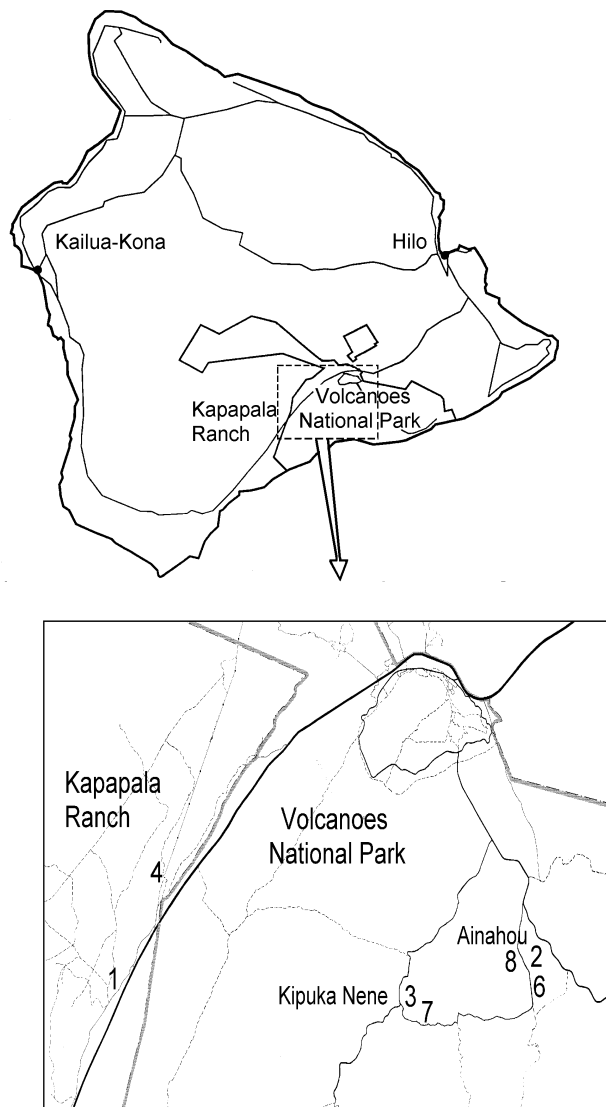 Kailua-Kona
Hilo
Kapapala
Ranch
Volcanoes
National Park
Kapapala
Ranch
Volcanoes
National Park
4
1
Ainahou
8
2
6
Kipuka Nene
3
7